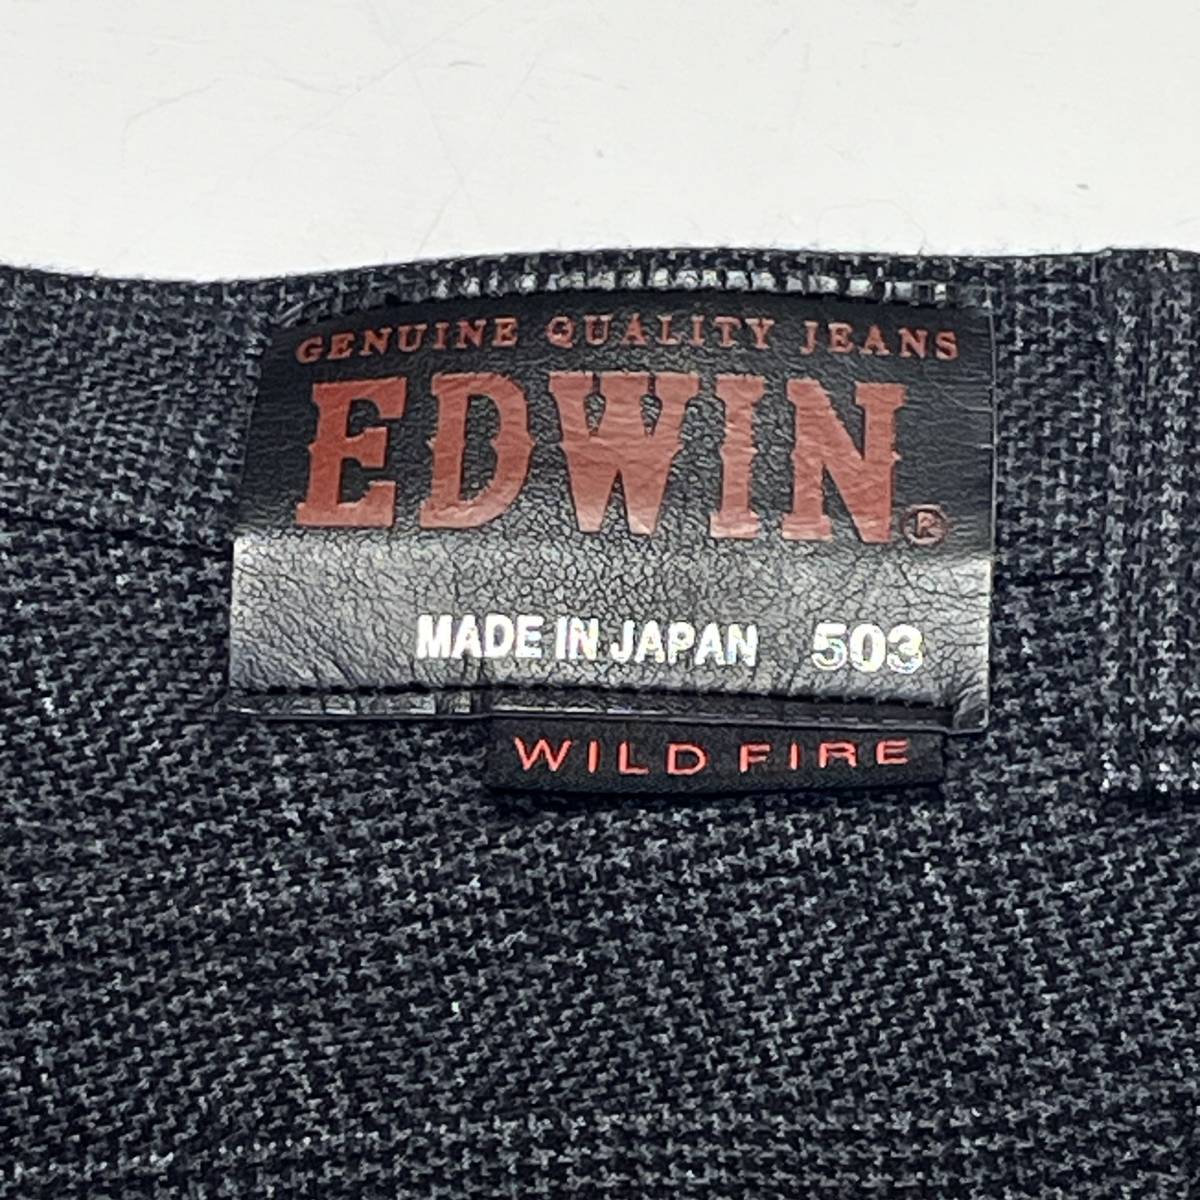 GENUINE QUALITY JEANS
EDWIN®
MADE IN JAPAN 503
WILD FIRE